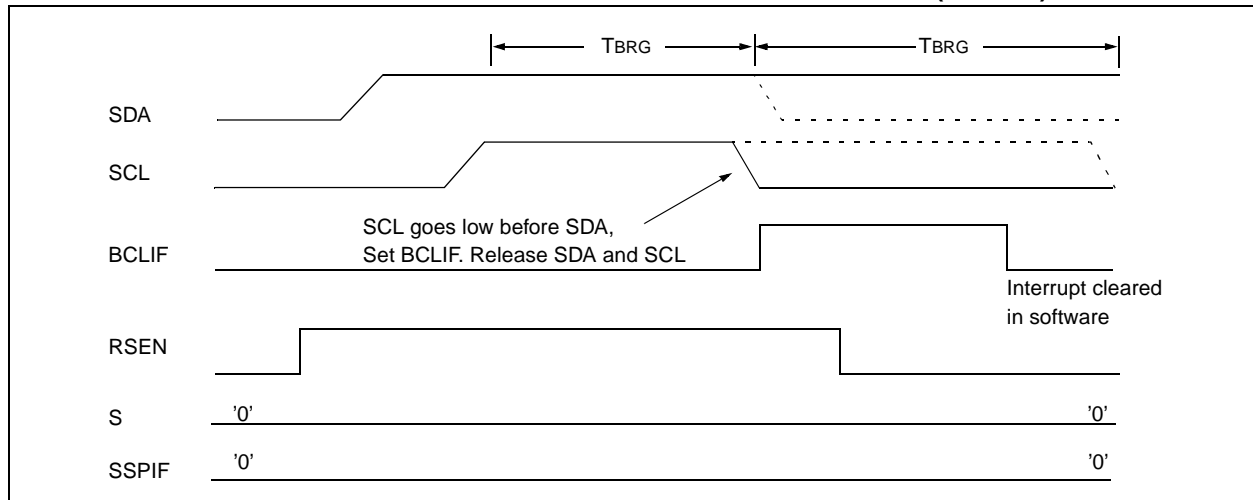 TBRG
TBRG
SDA
SCL
SCL goes low before SDA,
Set BCLIF. Release SDA and SCL
BCLIF
Interrupt cleared
in software
RSEN
S
'0'
'0'
SSPIF
'0'
'0'